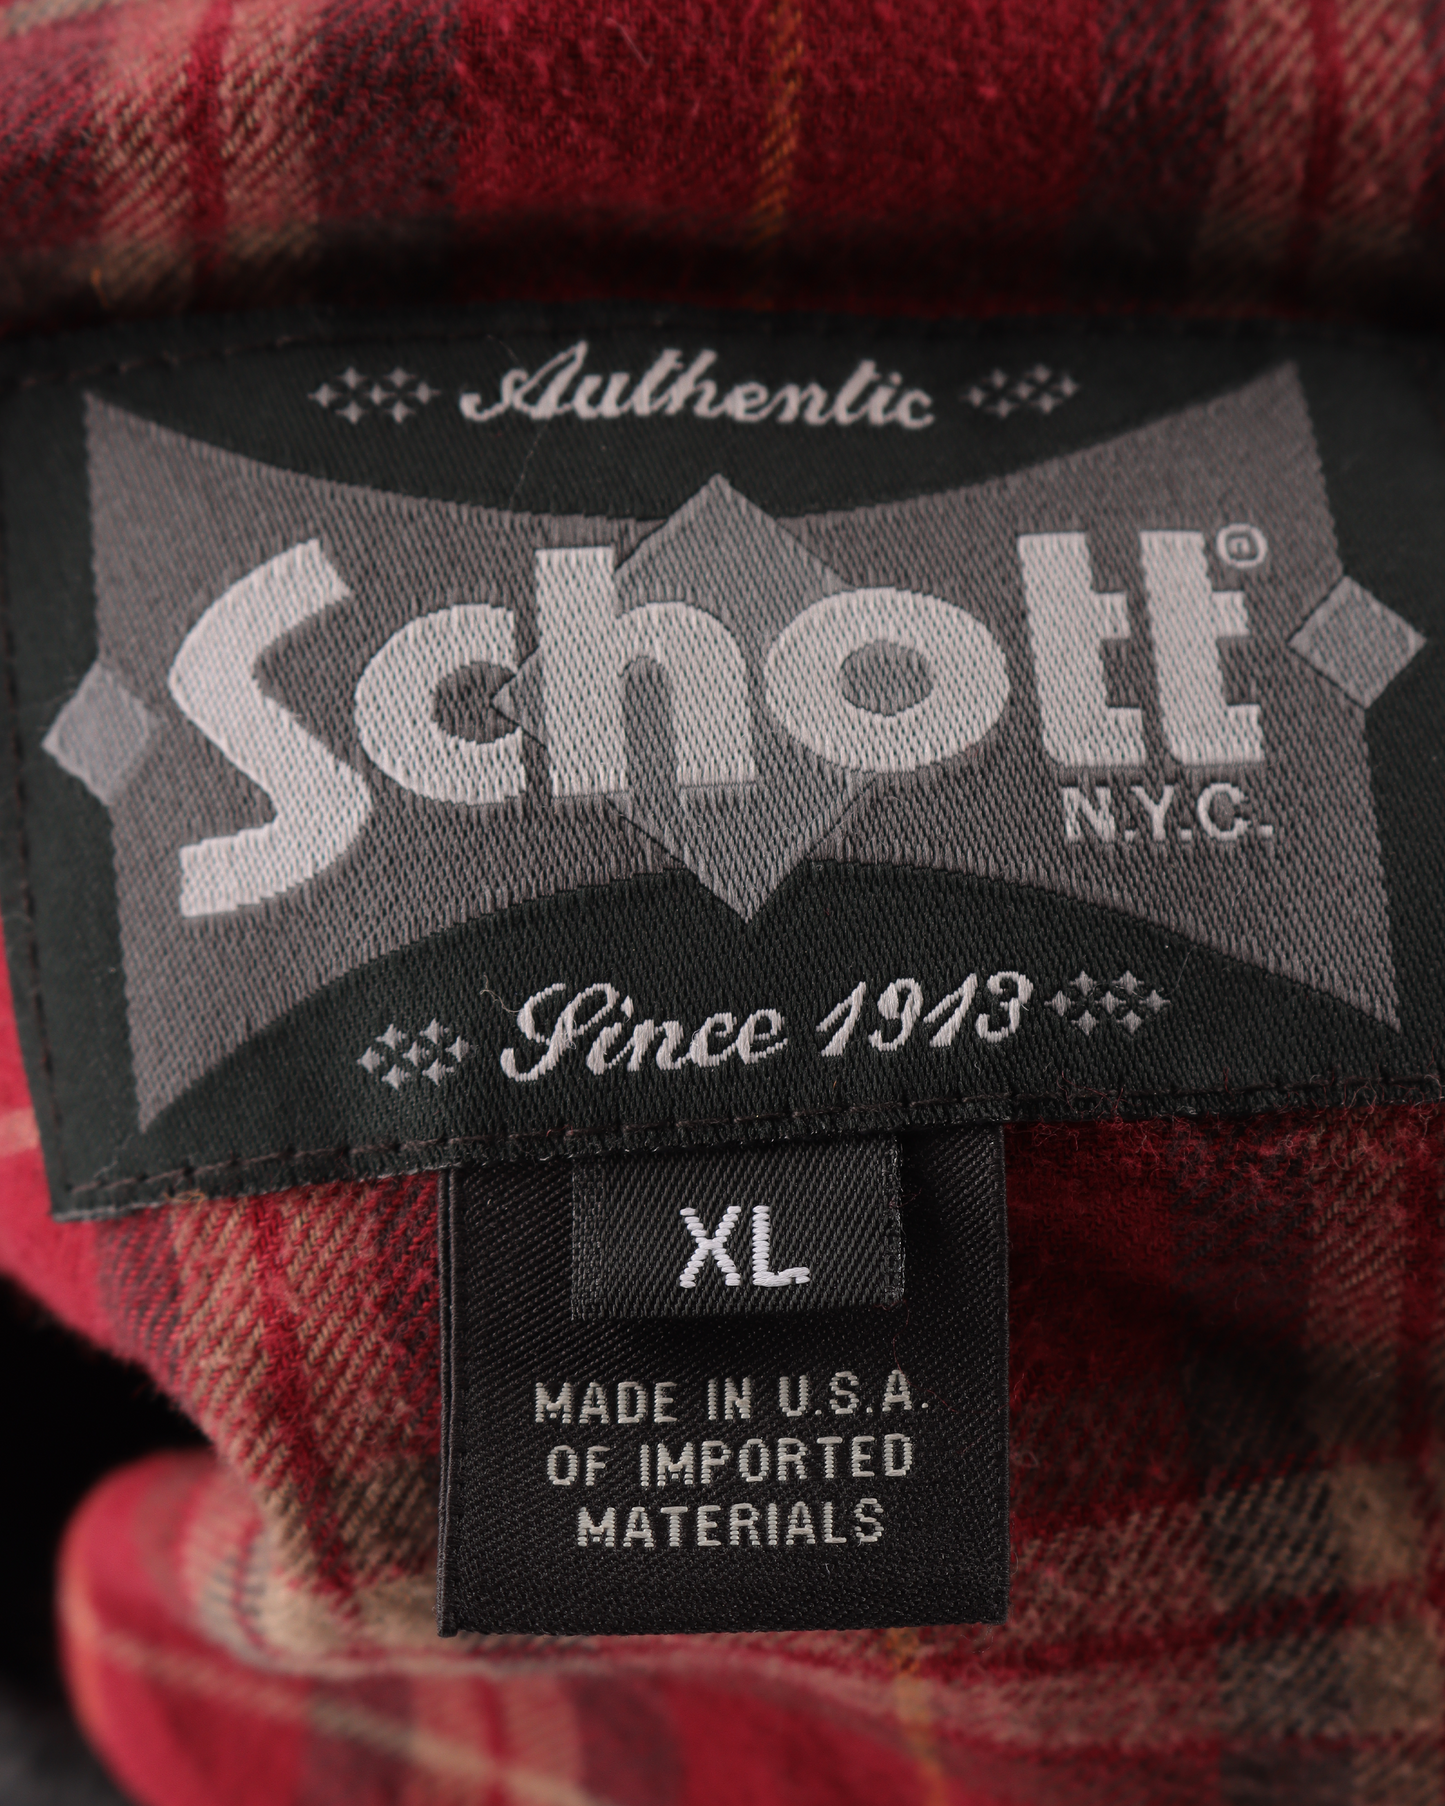 Authentic
Schott®
N.Y.C.
Since 1913
XL
MADE IN U.S.A.
OF IMPORTED
MATERIALS